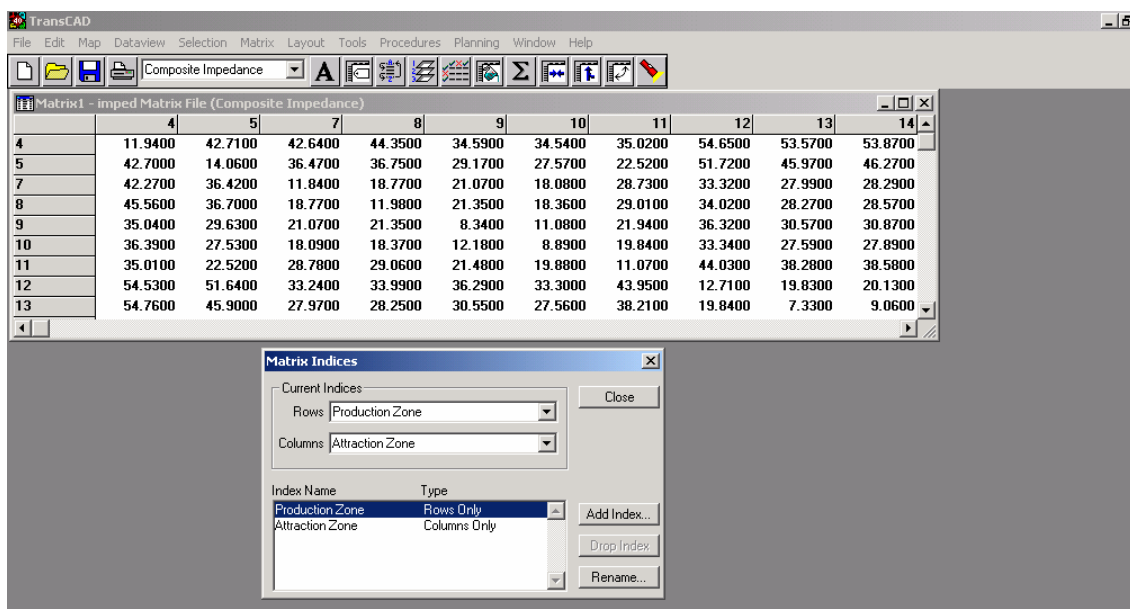 TransCAD
File Edit Map Dataview Selection Matrix Layout Tools Procedures Planning Window Help
Composite Impedance A Σ
Matrix1 - imped Matrix File (Composite Impedance)
4 5 7 8 9 10 11 12 13 14
4 11.9400 42.7100 42.6400 44.3500 34.5900 34.5400 35.0200 54.6500 53.5700 53.8700
5 42.7000 14.0600 36.4700 36.7500 29.1700 27.5700 22.5200 51.7200 45.9700 46.2700
7 42.2700 36.4200 11.8400 18.7700 21.0700 18.0800 28.7300 33.3200 27.9900 28.2900
8 45.5600 36.7000 18.7700 11.9800 21.3500 18.3600 29.0100 34.0200 28.2700 28.5700
9 35.0400 29.6300 21.0700 21.3500 8.3400 11.0800 21.9400 36.3200 30.5700 30.8700
10 36.3900 27.5300 18.0900 18.3700 12.1800 8.8900 19.8400 33.3400 27.5900 27.8900
11 35.0100 22.5200 28.7800 29.0600 21.4800 19.8800 11.0700 44.0300 38.2800 38.5800
12 54.5300 51.6400 33.2400 33.9900 36.2900 33.3000 43.9500 12.7100 19.8300 20.1300
13 54.7600 45.9000 27.9700 28.2500 30.5500 27.5600 38.2100 19.8400 7.3300 9.0600
Matrix Indices
Current Indices
Rows Production Zone
Close
Columns Attraction Zone
Index Name Type
Production Zone Rows Only
Attraction Zone Columns Only
Add Index...
Drop Index
Rename...